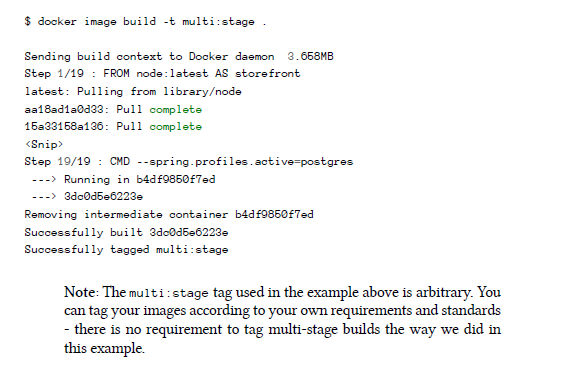 $ docker image build -t multi:stage .
Sending build context to Docker daemon  3.658MB
Step 1/19 : FROM node:latest AS storefront
latest: Pulling from library/node
aa18ad1a0d33: Pull complete
15a33158a136: Pull complete
<Snip>
Step 19/19 : CMD --spring.profiles.active=postgres
---> Running in b4df9850f7ed
---> 3dc0d5e6223e
Removing intermediate container b4df9850f7ed
Successfully built 3dc0d5e6223e
Successfully tagged multi:stage
Note: The multi:stage tag used in the example above is arbitrary. You
can tag your images according to your own requirements and standards
- there is no requirement to tag multi-stage builds the way we did in
this example.